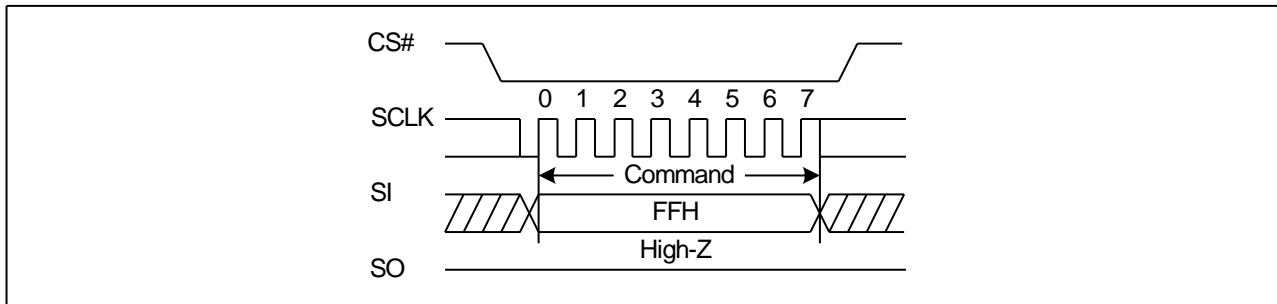 CS#
0 1 2 3 4 5 6 7
SCLK
Command
SI
FFH
High-Z
SO